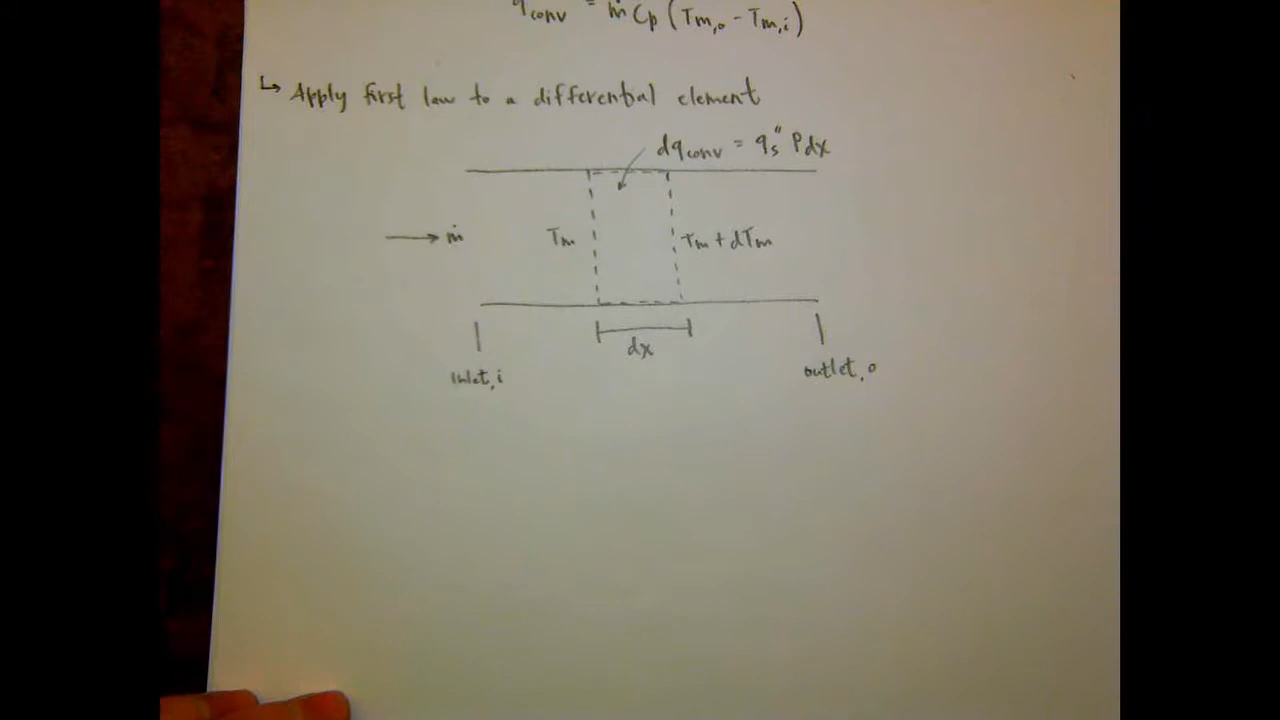 q_conv = ṁ Cp (Tm,o - Tm,i)
↳ Apply first law to a differential element
dq_conv = q_s" P dx
→ ṁ Tm Tm + dTm
dx
inlet, i outlet, o